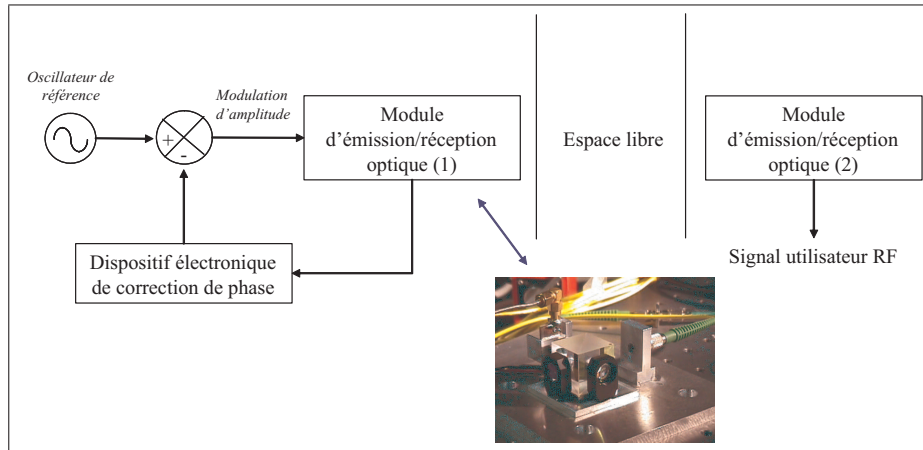 Oscillateur de
référence
+
-
Modulation
d'amplitude
Module
d'émission/réception
optique (1)
Espace libre
Module
d'émission/réception
optique (2)
Dispositif électronique
de correction de phase
Signal utilisateur RF